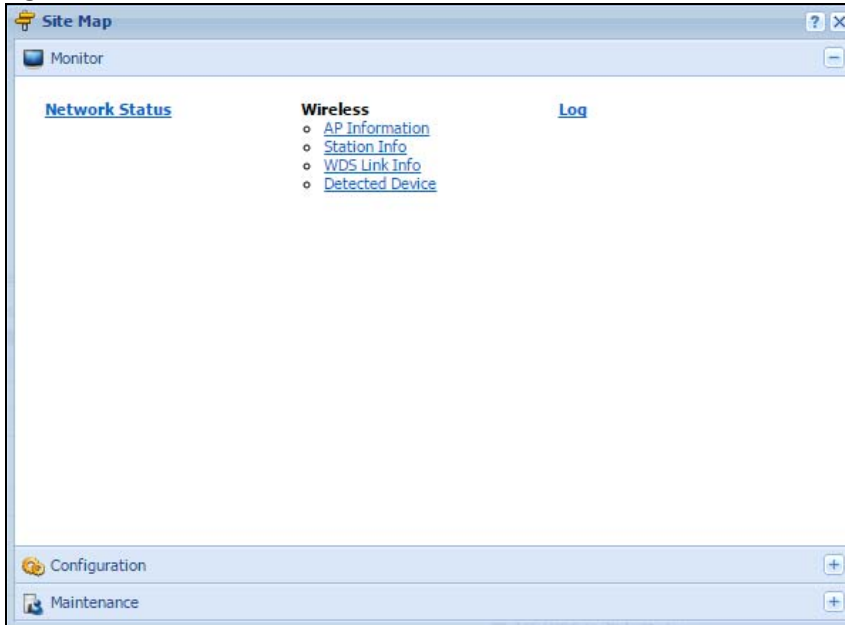 Site Map
Monitor
Network Status
Wireless
AP Information
Station Info
WDS Link Info
Detected Device
Log
Configuration
Maintenance